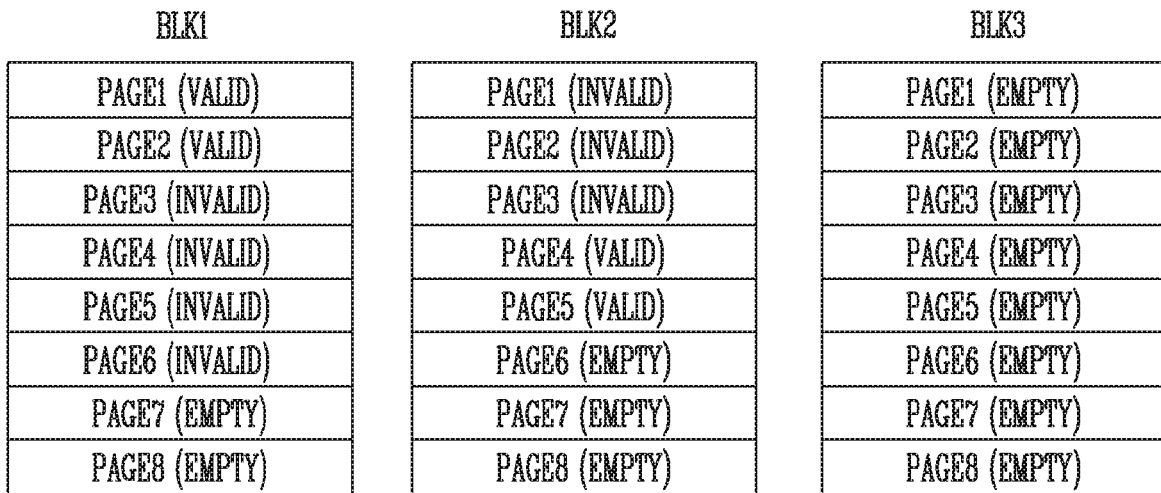 BLK1 BLK2 BLK3
PAGE1 (VALID) PAGE1 (INVALID) PAGE1 (EMPTY)
PAGE2 (VALID) PAGE2 (INVALID) PAGE2 (EMPTY)
PAGE3 (INVALID) PAGE3 (INVALID) PAGE3 (EMPTY)
PAGE4 (INVALID) PAGE4 (VALID) PAGE4 (EMPTY)
PAGE5 (INVALID) PAGE5 (VALID) PAGE5 (EMPTY)
PAGE6 (INVALID) PAGE6 (EMPTY) PAGE6 (EMPTY)
PAGE7 (EMPTY) PAGE7 (EMPTY) PAGE7 (EMPTY)
PAGE8 (EMPTY) PAGE8 (EMPTY) PAGE8 (EMPTY)